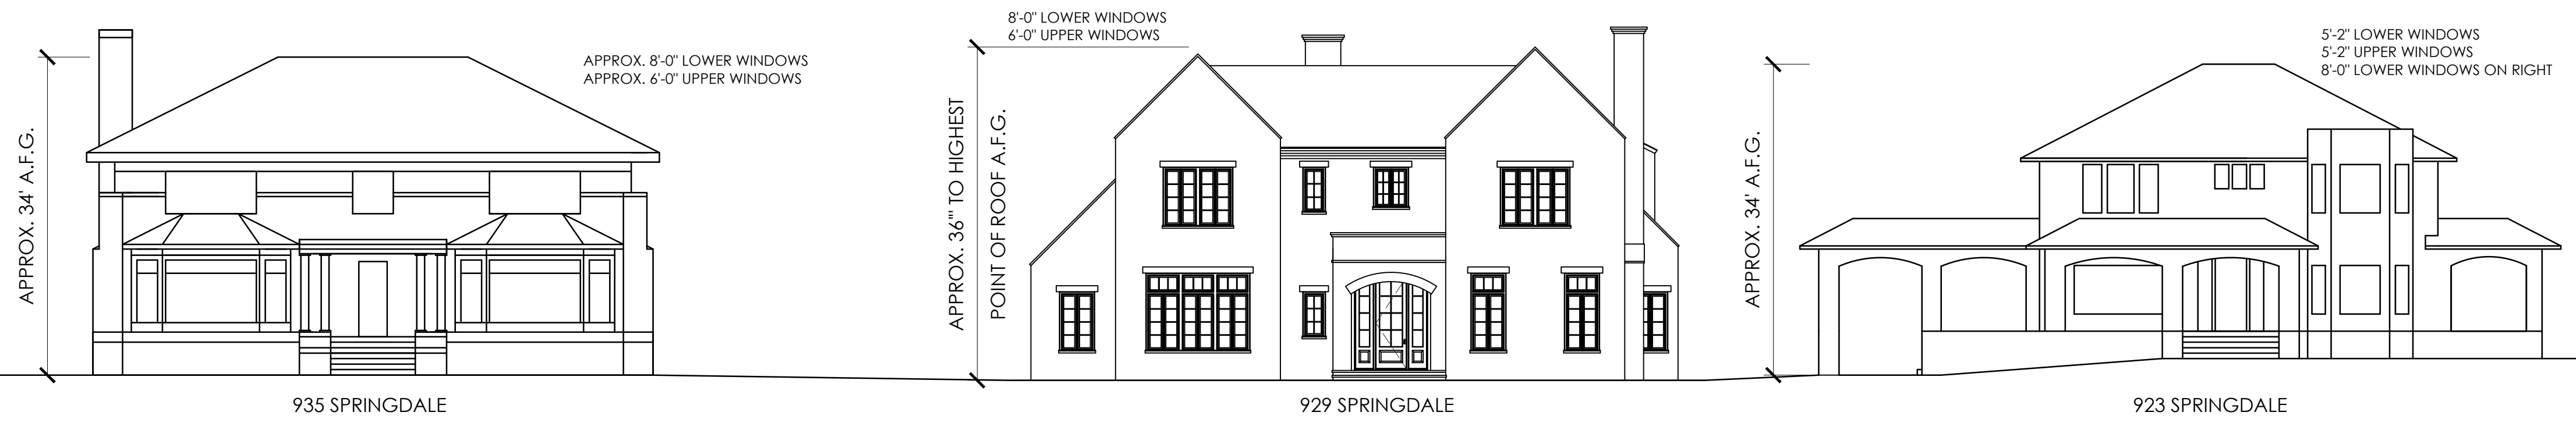 APPROX. 34' A.F.G.
APPROX. 8'-0" LOWER WINDOWS
APPROX. 6'-0" UPPER WINDOWS
935 SPRINGDALE
8'-0" LOWER WINDOWS
6'-0" UPPER WINDOWS
APPROX. 36'" TO HIGHEST
POINT OF ROOF A.F.G.
929 SPRINGDALE
APPROX. 34' A.F.G.
5'-2" LOWER WINDOWS
5'-2" UPPER WINDOWS
8'-0" LOWER WINDOWS ON RIGHT
923 SPRINGDALE